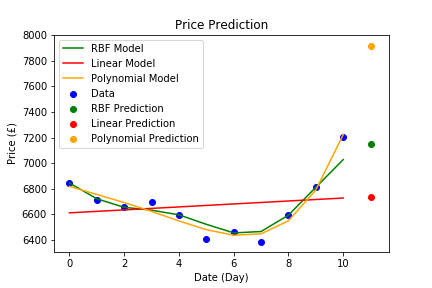 Price Prediction
8000
7800
7600
7400
7200
7000
6800
6600
6400
Price (£)
RBF Model
Linear Model
Polynomial Model
Data
RBF Prediction
Linear Prediction
Polynomial Prediction
0 2 4 6 8 10
Date (Day)